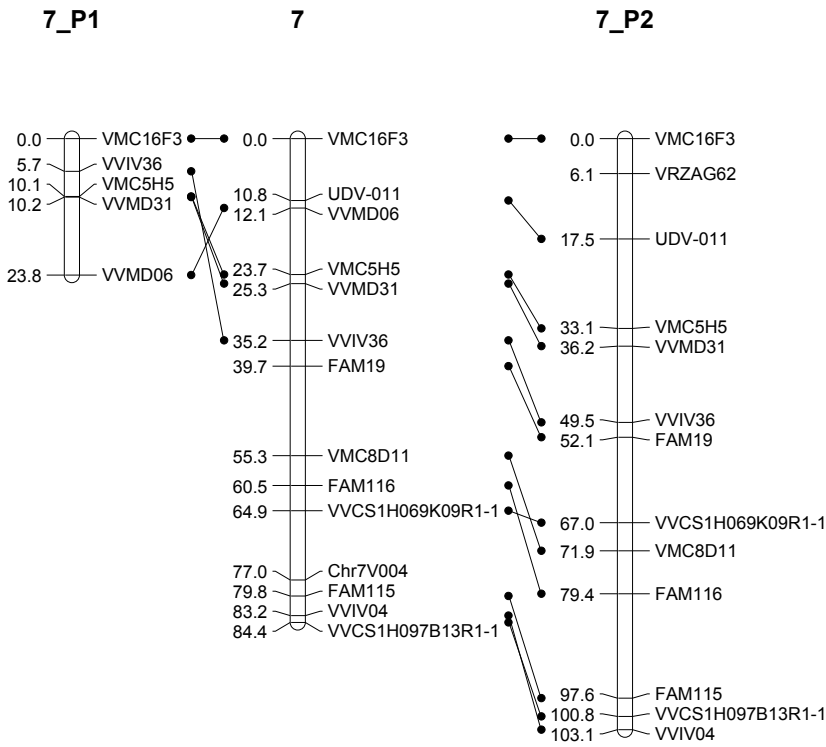 7_P1
0.0 VMC16F3
5.7 VVIV36
10.1 VMC5H5
10.2 VVMD31
23.8 VVMD06
7
0.0 VMC16F3
10.8 UDV-011
12.1 VVMD06
23.7 VMC5H5
25.3 VVMD31
35.2 VVIV36
39.7 FAM19
55.3 VMC8D11
60.5 FAM116
64.9 VVCS1H069K09R1-1
77.0 Chr7V004
79.8 FAM115
83.2 VVIV04
84.4 VVCS1H097B13R1-1
7_P2
0.0 VMC16F3
6.1 VRZAG62
17.5 UDV-011
33.1 VMC5H5
36.2 VVMD31
49.5 VVIV36
52.1 FAM19
67.0 VVCS1H069K09R1-1
71.9 VMC8D11
79.4 FAM116
97.6 FAM115
100.8 VVCS1H097B13R1-1
103.1 VVIV04